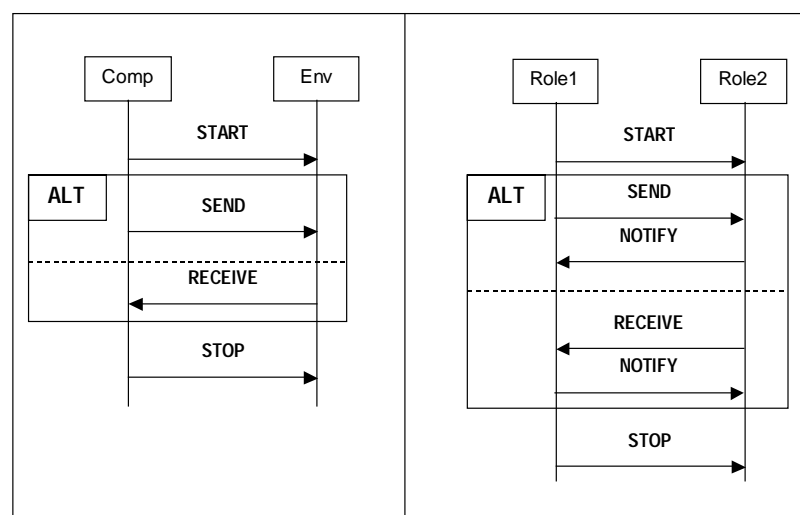 Comp
Env
START
ALT
SEND
RECEIVE
STOP
Role1
Role2
START
ALT
SEND
NOTIFY
RECEIVE
NOTIFY
STOP